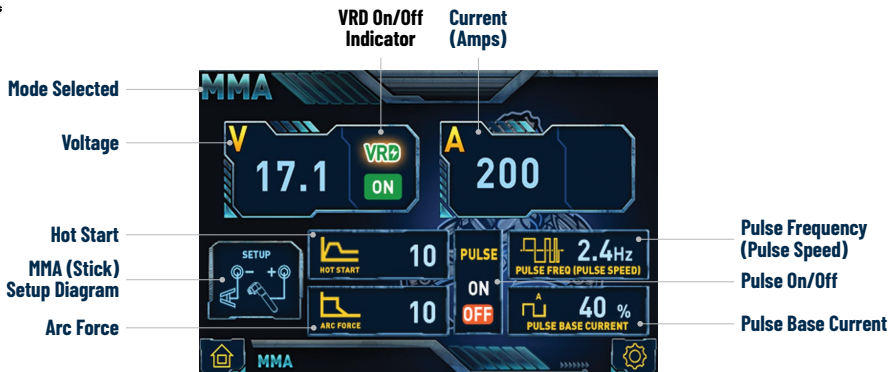 VRD On/Off
Indicator
Current
(Amps)
Mode Selected
MMA
Voltage
V
17.1
VRD
ON
A
200
Hot Start
MMA (Stick)
Setup Diagram
Arc Force
SETUP
- +
HOT START
10
ARC FORCE
10
PULSE
ON
OFF
2.4Hz
PULSE FREQ (PULSE SPEED)
A
40 %
PULSE BASE CURRENT
Pulse Frequency
(Pulse Speed)
Pulse On/Off
Pulse Base Current
MMA